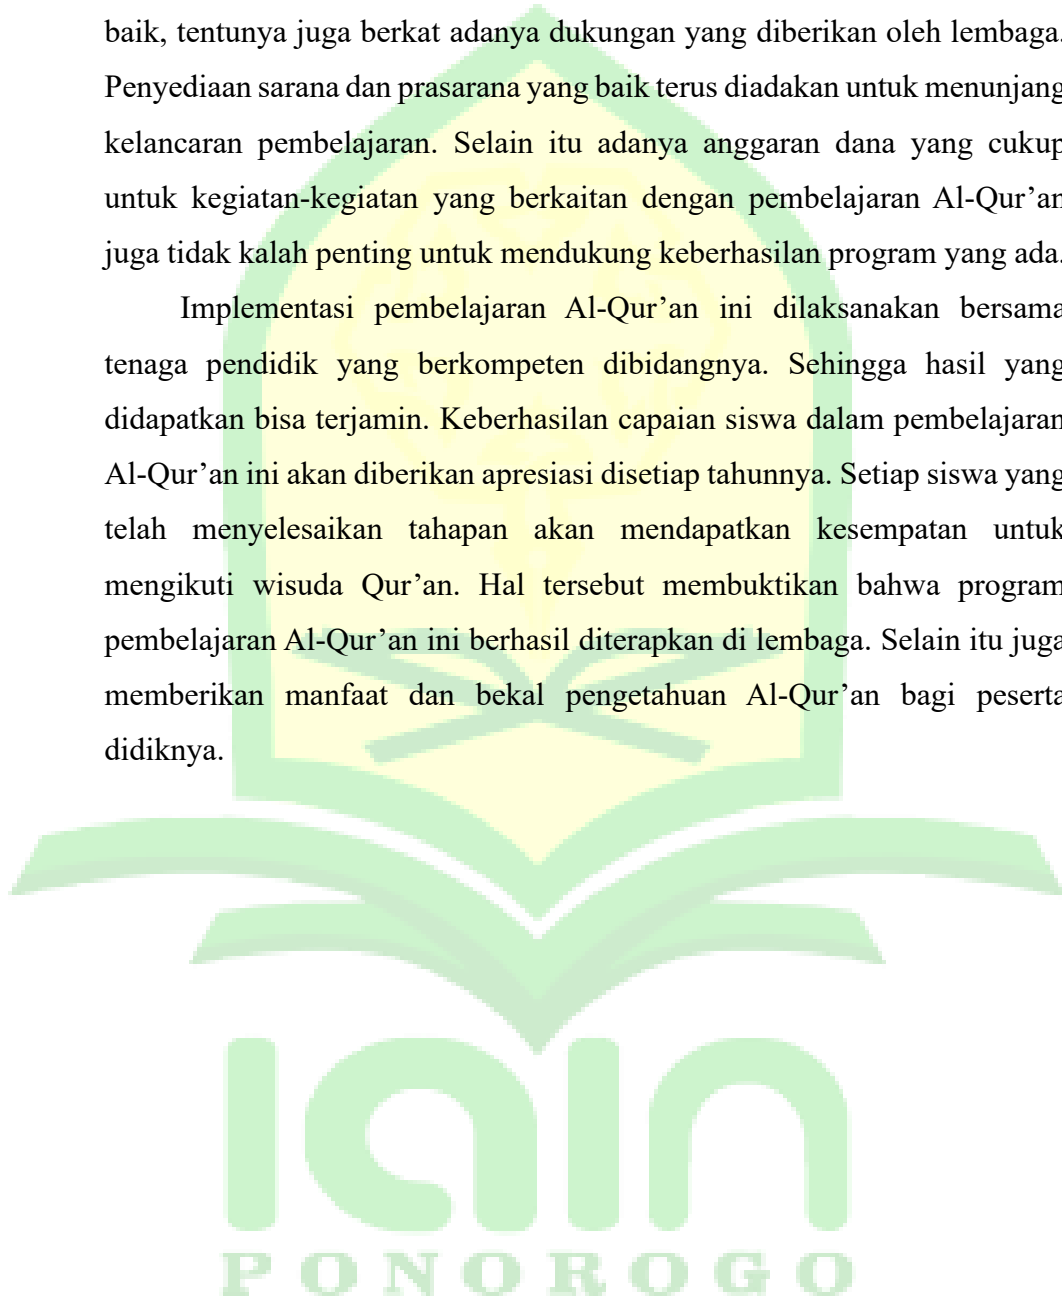 baik, tentunya juga berkat adanya dukungan yang diberikan oleh lembaga.
Penyediaan sarana dan prasarana yang baik terus diadakan untuk menunjang
kelancaran pembelajaran. Selain itu adanya anggaran dana yang cukup
untuk kegiatan-kegiatan yang berkaitan dengan pembelajaran Al-Qur’an
juga tidak kalah penting untuk mendukung keberhasilan program yang ada.
Implementasi pembelajaran Al-Qur’an ini dilaksanakan bersama
tenaga pendidik yang berkompeten dibidangnya. Sehingga hasil yang
didapatkan bisa terjamin. Keberhasilan capaian siswa dalam pembelajaran
Al-Qur’an ini akan diberikan apresiasi disetiap tahunnya. Setiap siswa yang
telah menyelesaikan tahapan akan mendapatkan kesempatan untuk
mengikuti wisuda Qur’an. Hal tersebut membuktikan bahwa program
pembelajaran Al-Qur’an ini berhasil diterapkan di lembaga. Selain itu juga
memberikan manfaat dan bekal pengetahuan Al-Qur’an bagi peserta
didiknya.
iain
PONOROGO